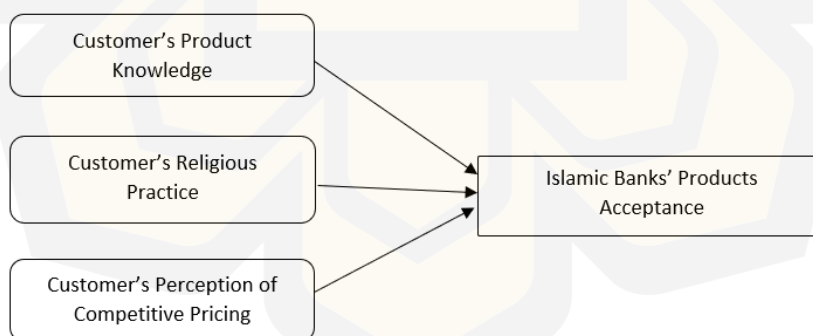 Customer’s Product
Knowledge
Customer’s Religious
Practice
Customer’s Perception of
Competitive Pricing
Islamic Banks’ Products
Acceptance